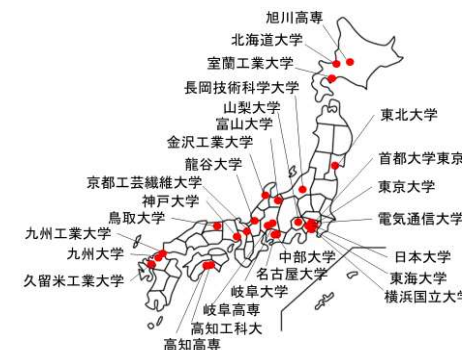 旭川高専
北海道大学
室蘭工業大学
長岡技術科学大学
山梨大学
富山大学
金沢工業大学
龍谷大学
京都工芸繊維大学
神戸大学
鳥取大学
九州工業大学
九州大学
久留米工業大学
東北大学
首都大学東京
東京大学
電気通信大学
日本大学
東海大学
横浜国立大学
中部大学
名古屋大学
岐阜大学
岐阜高専
高知工科大
高知高専